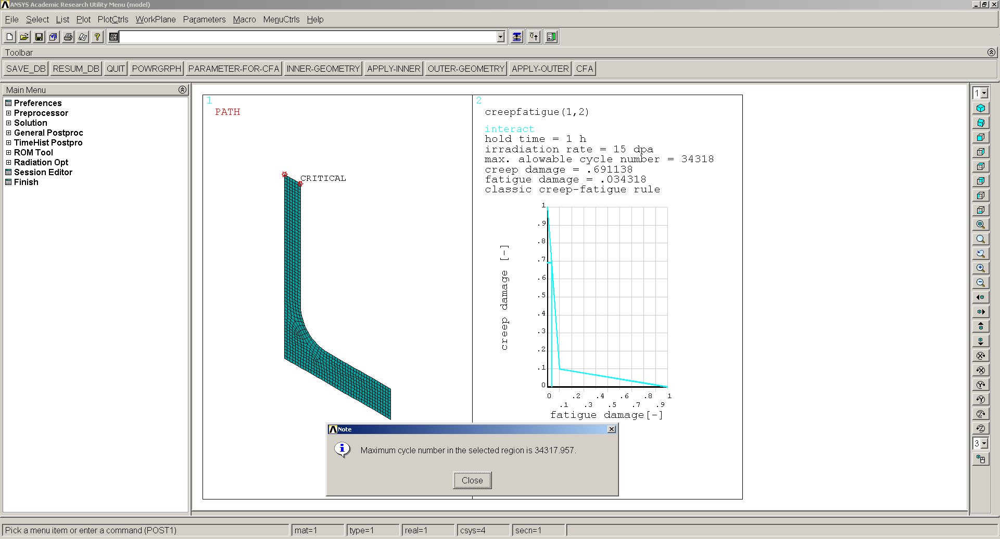 ANSYS Academic Research Utility Menu (model)
File Select List Plot PlotCtrls WorkPlane Parameters Macro MenuCtrls Help
Toolbar
SAVE_DB RESUM_DB QUIT POWRGRPH PARAMETER-FOR-CFA INNER-GEOMETRY APPLY-INNER OUTER-GEOMETRY APPLY-OUTER CFA
Main Menu
Preferences
Preprocessor
Solution
General Postproc
TimeHist Postpro
ROM Tool
Radiation Opt
Session Editor
Finish
1
PATH
CRITICAL
2
creepfatigue(1,2)
interact
hold time = 1 h
irradiation rate = 15 dpa
max. alowable cycle number = 34318
creep damage = .691138
fatigue damage = .034318
classic creep-fatigue rule
creep damage [-]
1
.9
.8
.7
.6
.5
.4
.3
.2
.1
0
0 .2 .4 .6 .8 1
.1 .3 .5 .7 .9
fatigue damage[-]
Note
Maximum cycle number in the selected region is 34317.957.
Close
1
3
Pick a menu item or enter a command (POST1)
mat=1
type=1
real=1
csys=4
secn=1